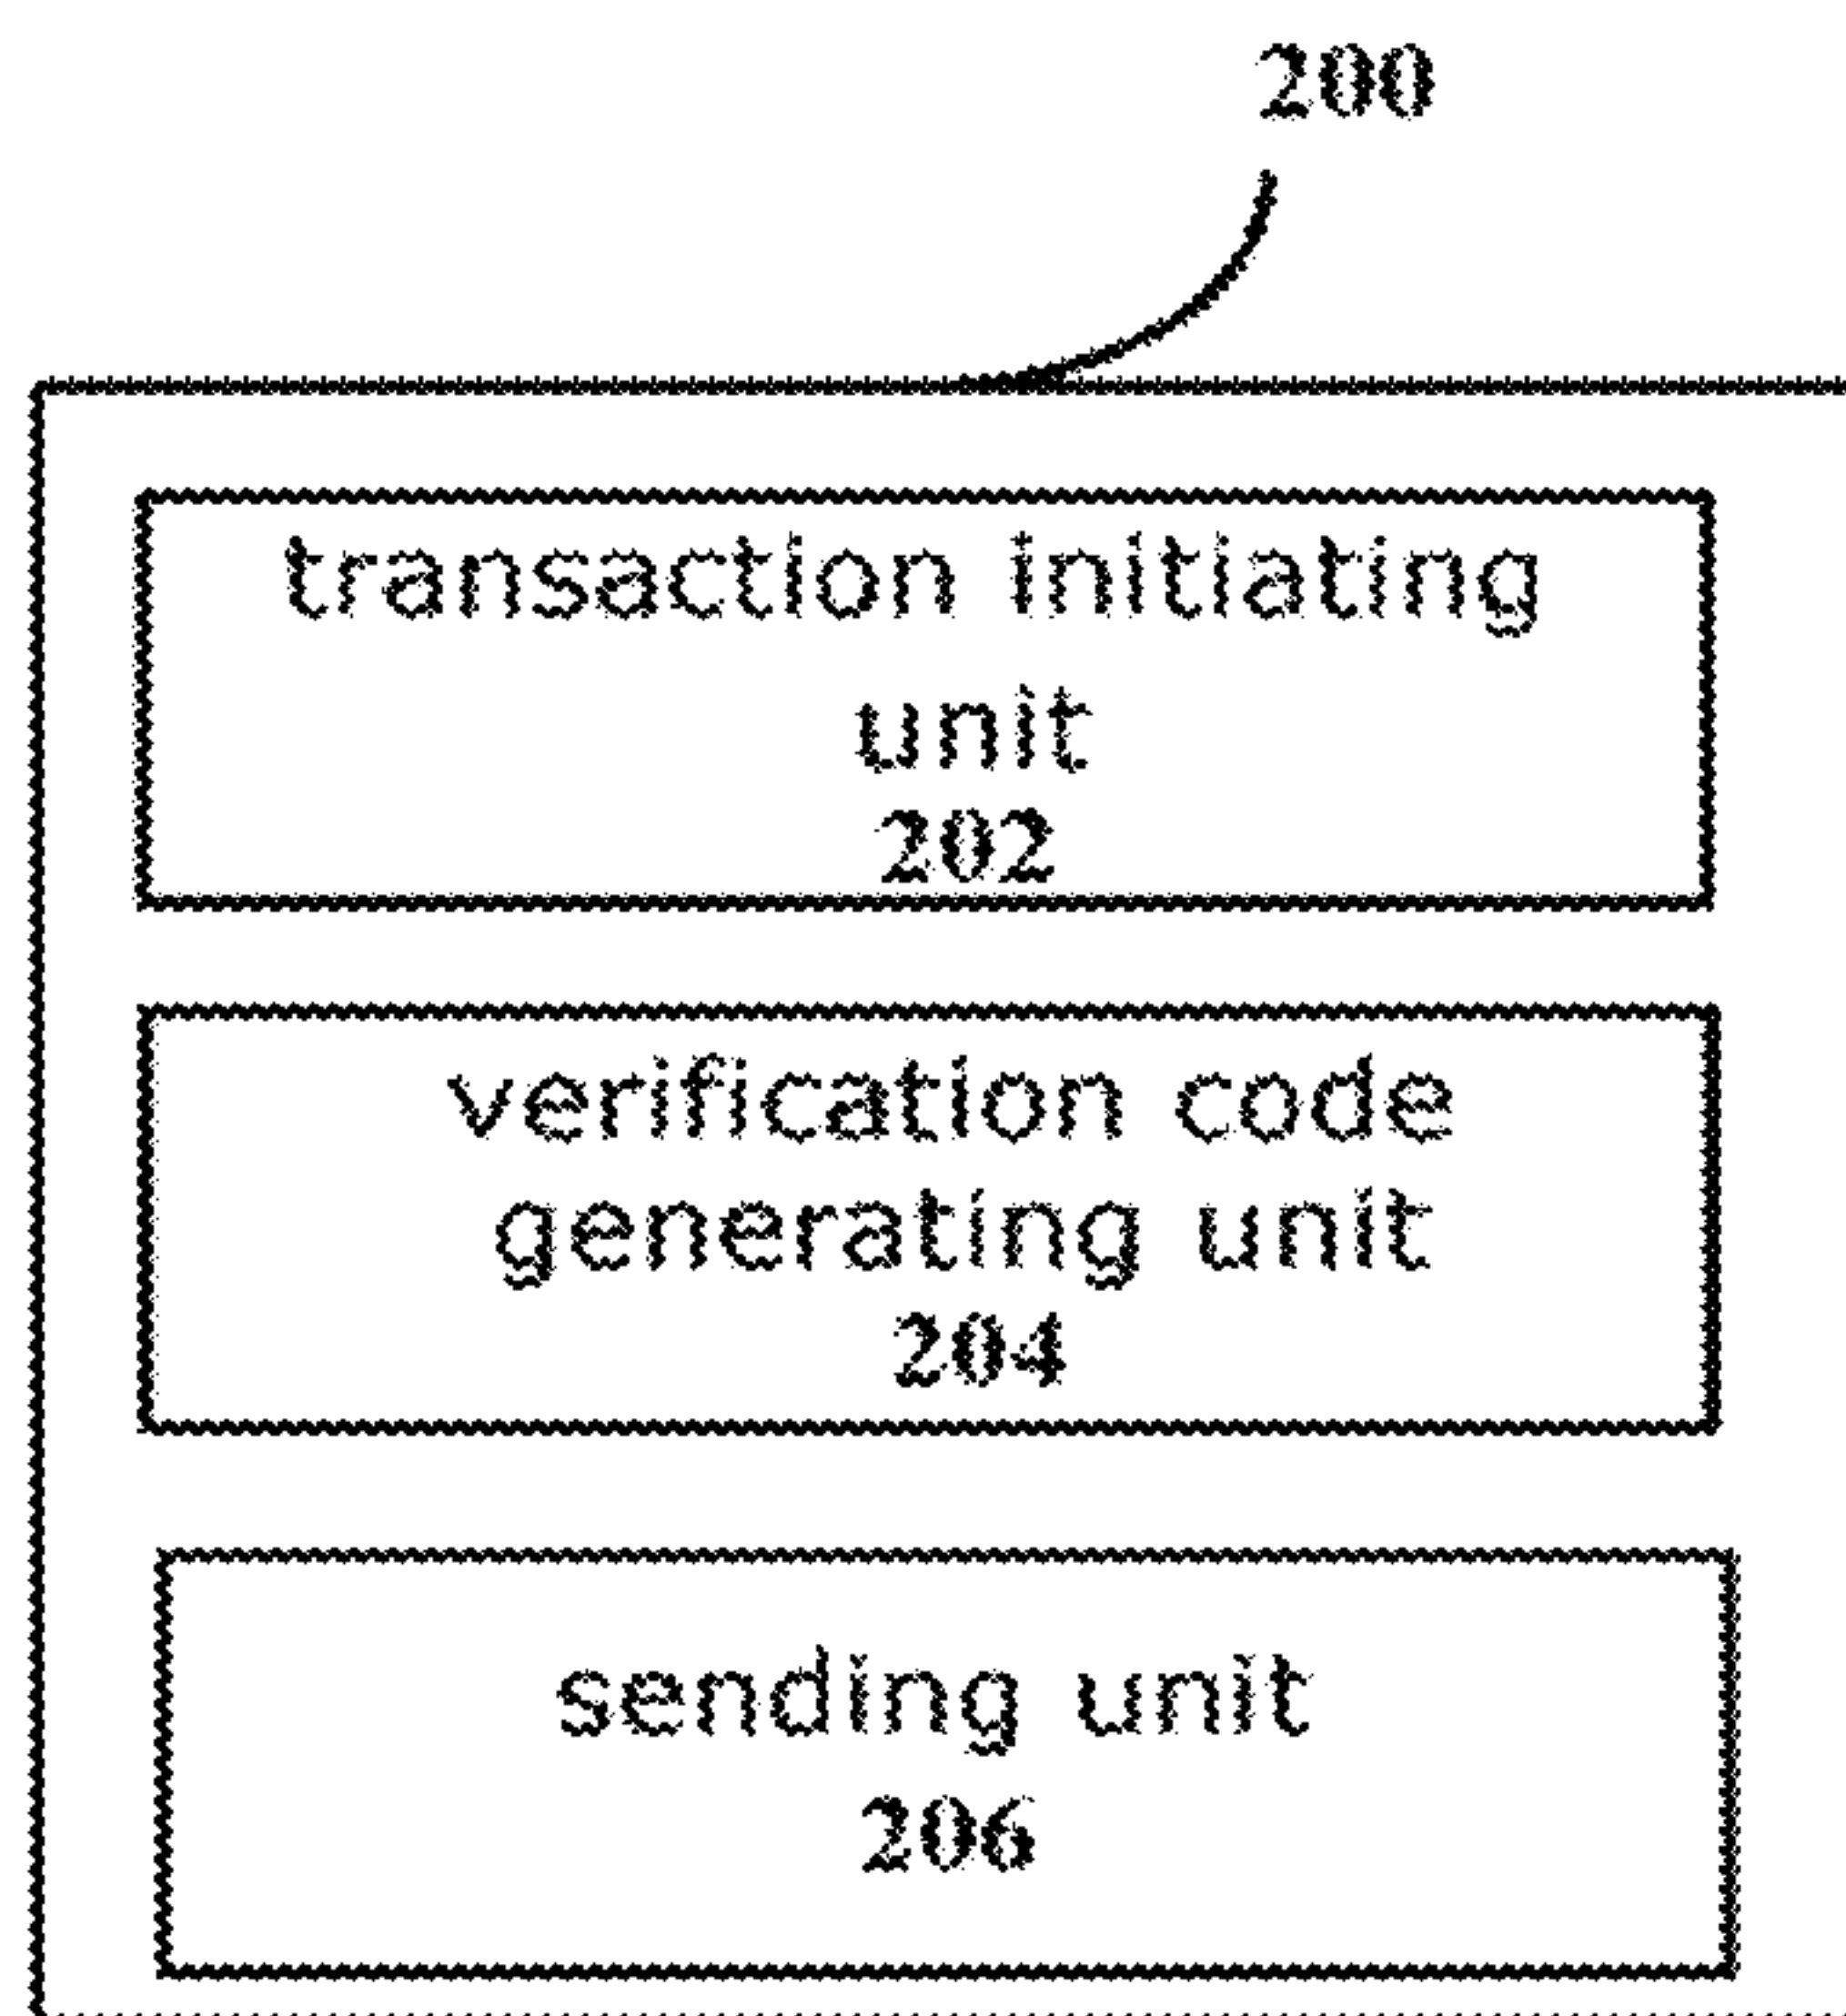 200
transaction initiating
unit
202
verification code
generating unit
204
sending unit
206